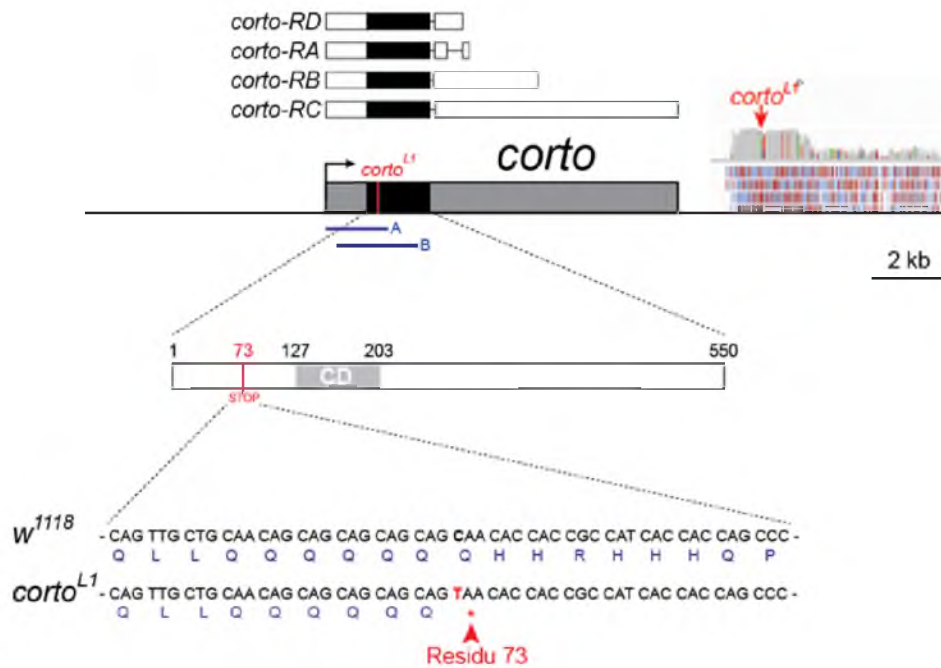 corto-RD
corto-RA
corto-RB
corto-RC
corto^L1
corto
corto^L1
A
B
2 kb
1 73 127 203 550
CD
STOP
w^1118 - CAG TTG CTG CAA CAG CAG CAG CAG CAG CAA CAC CAC CGC CAT CAC CAC CAG CCC -
Q L L Q Q Q Q Q Q Q H H R H H H Q P
corto^L1 - CAG TTG CTG CAA CAG CAG CAG CAG CAG TAA CAC CAC CGC CAT CAC CAC CAG CCC -
Q L L Q Q Q Q Q Q *
Residu 73